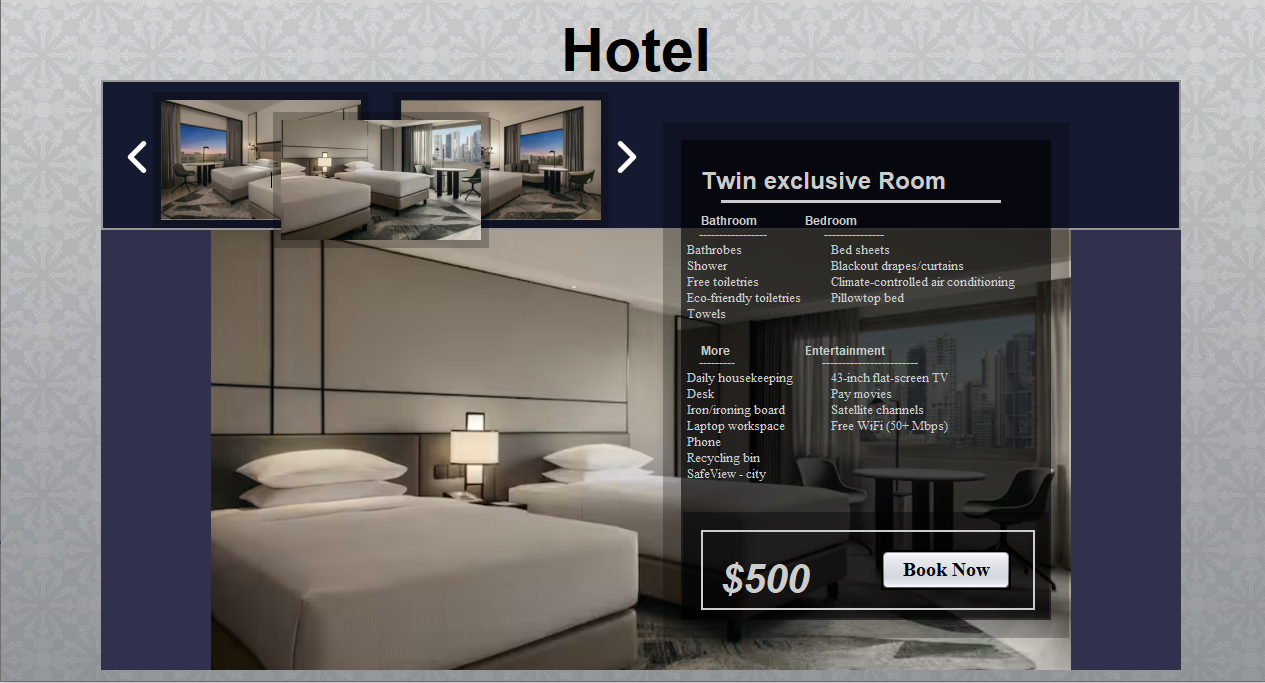 Hotel
Twin exclusive Room
Bathroom Bedroom
----------------- ---------------
Bathrobes Bed sheets
Shower Blackout drapes/curtains
Free toiletries Climate-controlled air conditioning
Eco-friendly toiletries Pillowtop bed
Towels
More Entertainment
--------- ------------------------
Daily housekeeping 43-inch flat-screen TV
Desk Pay movies
Iron/ironing board Satellite channels
Laptop workspace Free WiFi (50+ Mbps)
Phone
Recycling bin
SafeView - city
$500 Book Now